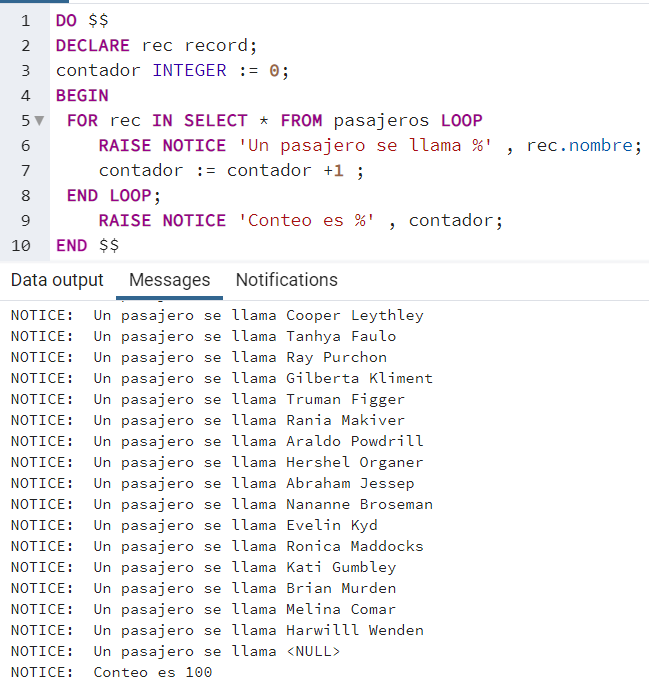 1 DO $$
2 DECLARE rec record;
3 contador INTEGER := 0;
4 BEGIN
5 FOR rec IN SELECT * FROM pasajeros LOOP
6 RAISE NOTICE 'Un pasajero se llama %' , rec.nombre;
7 contador := contador +1 ;
8 END LOOP;
9 RAISE NOTICE 'Conteo es %' , contador;
10 END $$
Data output Messages Notifications
NOTICE: Un pasajero se llama Cooper Leythley
NOTICE: Un pasajero se llama Tanhya Faulo
NOTICE: Un pasajero se llama Ray Purchon
NOTICE: Un pasajero se llama Gilberta Kliment
NOTICE: Un pasajero se llama Truman Figger
NOTICE: Un pasajero se llama Rania Makiver
NOTICE: Un pasajero se llama Araldo Powdrill
NOTICE: Un pasajero se llama Hershel Organer
NOTICE: Un pasajero se llama Abraham Jessep
NOTICE: Un pasajero se llama Nananne Broseman
NOTICE: Un pasajero se llama Evelin Kyd
NOTICE: Un pasajero se llama Ronica Maddocks
NOTICE: Un pasajero se llama Kati Gumbley
NOTICE: Un pasajero se llama Brian Murden
NOTICE: Un pasajero se llama Melina Comar
NOTICE: Un pasajero se llama Harwilll Wenden
NOTICE: Un pasajero se llama <NULL>
NOTICE: Conteo es 100